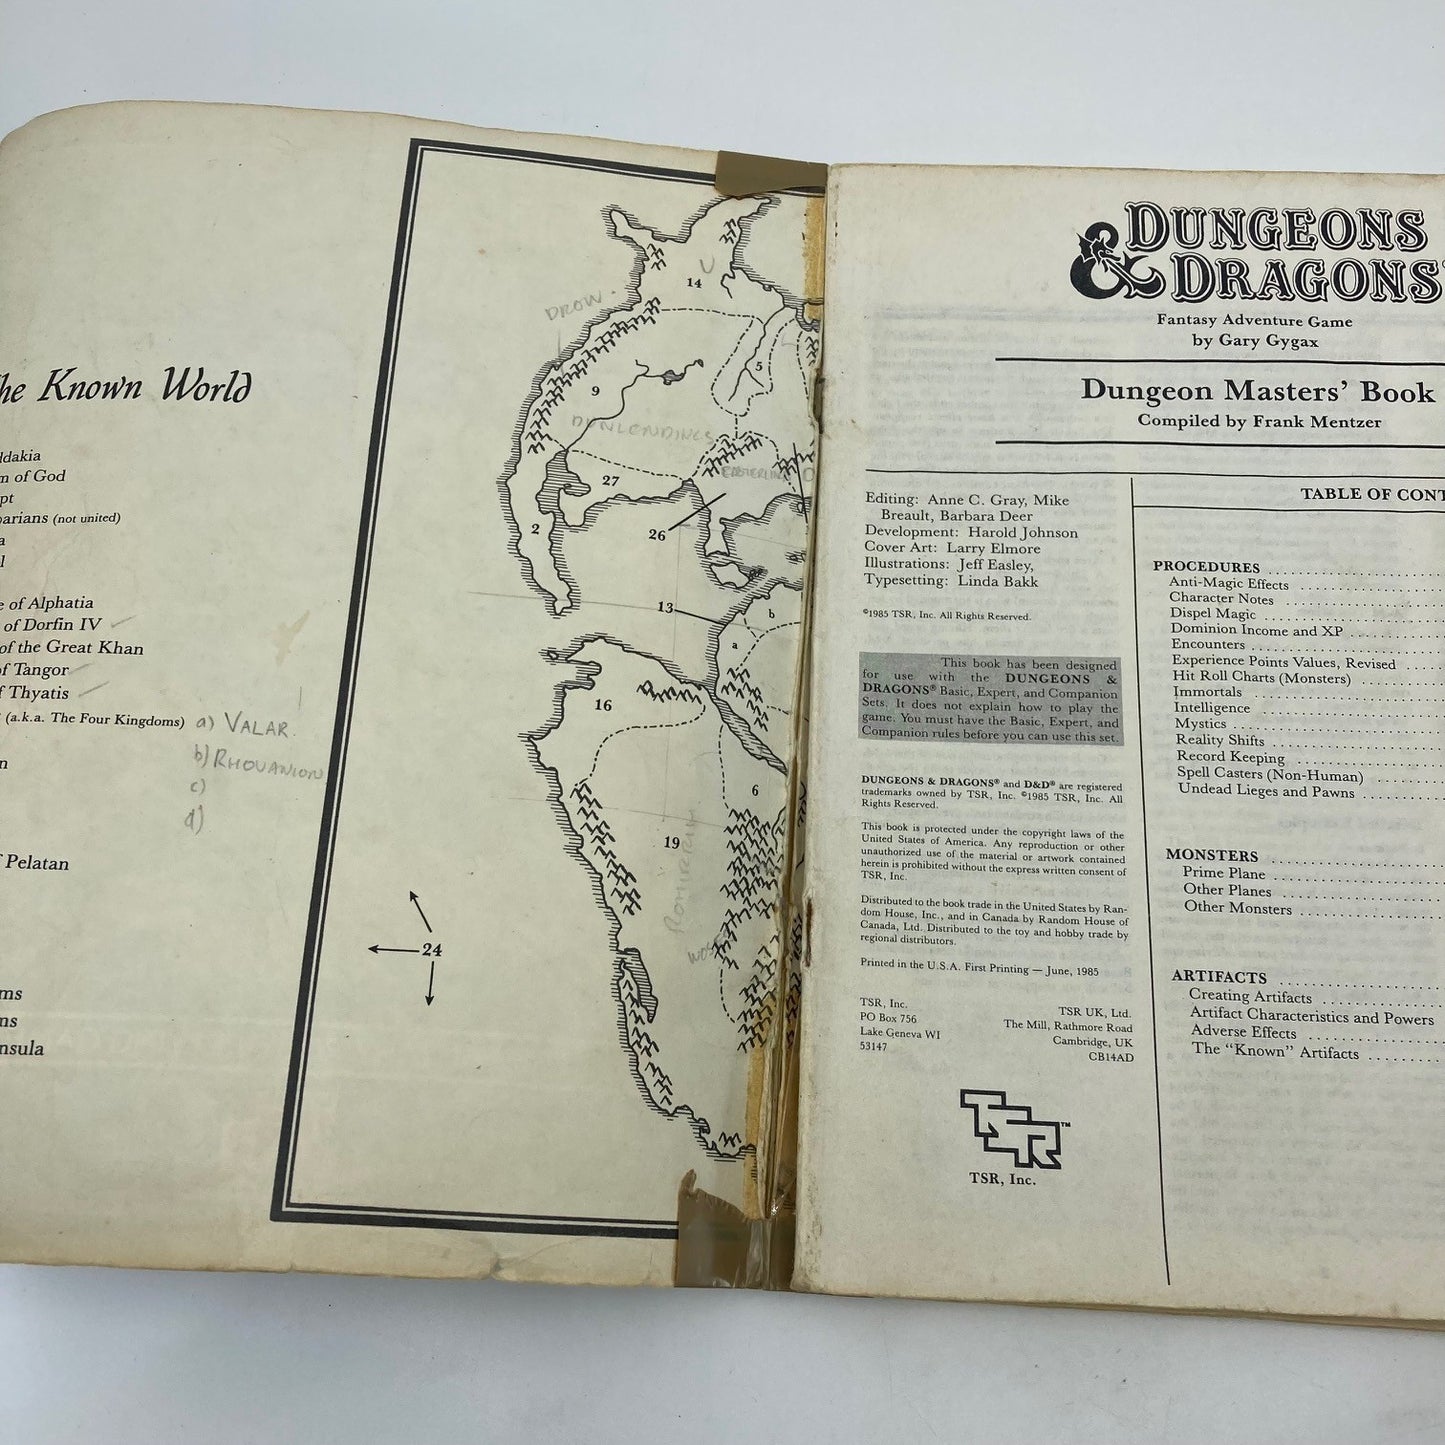 he Known World
ldakia
m of God
pt
arians (not united)
a
l
e of Alphatia
of Dorfin IV
of the Great Khan
of Tangor
f Thyatis
(a.k.a. The Four Kingdoms) a) VALAR.
b) RHOVANION
c)
d)
n
f Pelatan
ms
ms
nsula
14
U
DROW.
5
9
DUNLENDINGS
27
2
26
13
b
a
16
6
19
24
DUNGEONS
& DRAGONS®
Fantasy Adventure Game
by Gary Gygax
Dungeon Masters’ Book
Compiled by Frank Mentzer
Editing: Anne C. Gray, Mike
Breault, Barbara Deer
Development: Harold Johnson
Cover Art: Larry Elmore
Illustrations: Jeff Easley,
Typesetting: Linda Bakk
©1985 TSR, Inc. All Rights Reserved.
This book has been designed
for use with the DUNGEONS &
DRAGONS® Basic, Expert, and Companion
Sets. It does not explain how to play the
game. You must have the Basic, Expert, and
Companion rules before you can use this set.
DUNGEONS & DRAGONS® and D&D® are registered
trademarks owned by TSR, Inc. ©1985 TSR, Inc. All
Rights Reserved.
This book is protected under the copyright laws of the
United States of America. Any reproduction or other
unauthorized use of the material or artwork contained
herein is prohibited without the express written consent of
TSR, Inc.
Distributed to the book trade in the United States by Ran-
dom House, Inc., and in Canada by Random House of
Canada, Ltd. Distributed to the toy and hobby trade by
regional distributors.
Printed in the U.S.A. First Printing — June, 1985
TSR, Inc.
PO Box 756
Lake Geneva WI
53147
TSR UK, Ltd.
The Mill, Rathmore Road
Cambridge, UK
CB14AD
TSR™
TSR, Inc.
TABLE OF CONT
PROCEDURES
Anti-Magic Effects
Character Notes
Dispel Magic
Dominion Income and XP
Encounters
Experience Points Values, Revised
Hit Roll Charts (Monsters)
Immortals
Intelligence
Mystics
Reality Shifts
Record Keeping
Spell Casters (Non-Human)
Undead Lieges and Pawns
MONSTERS
Prime Plane
Other Planes
Other Monsters
ARTIFACTS
Creating Artifacts
Artifact Characteristics and Powers
Adverse Effects
The “Known” Artifacts